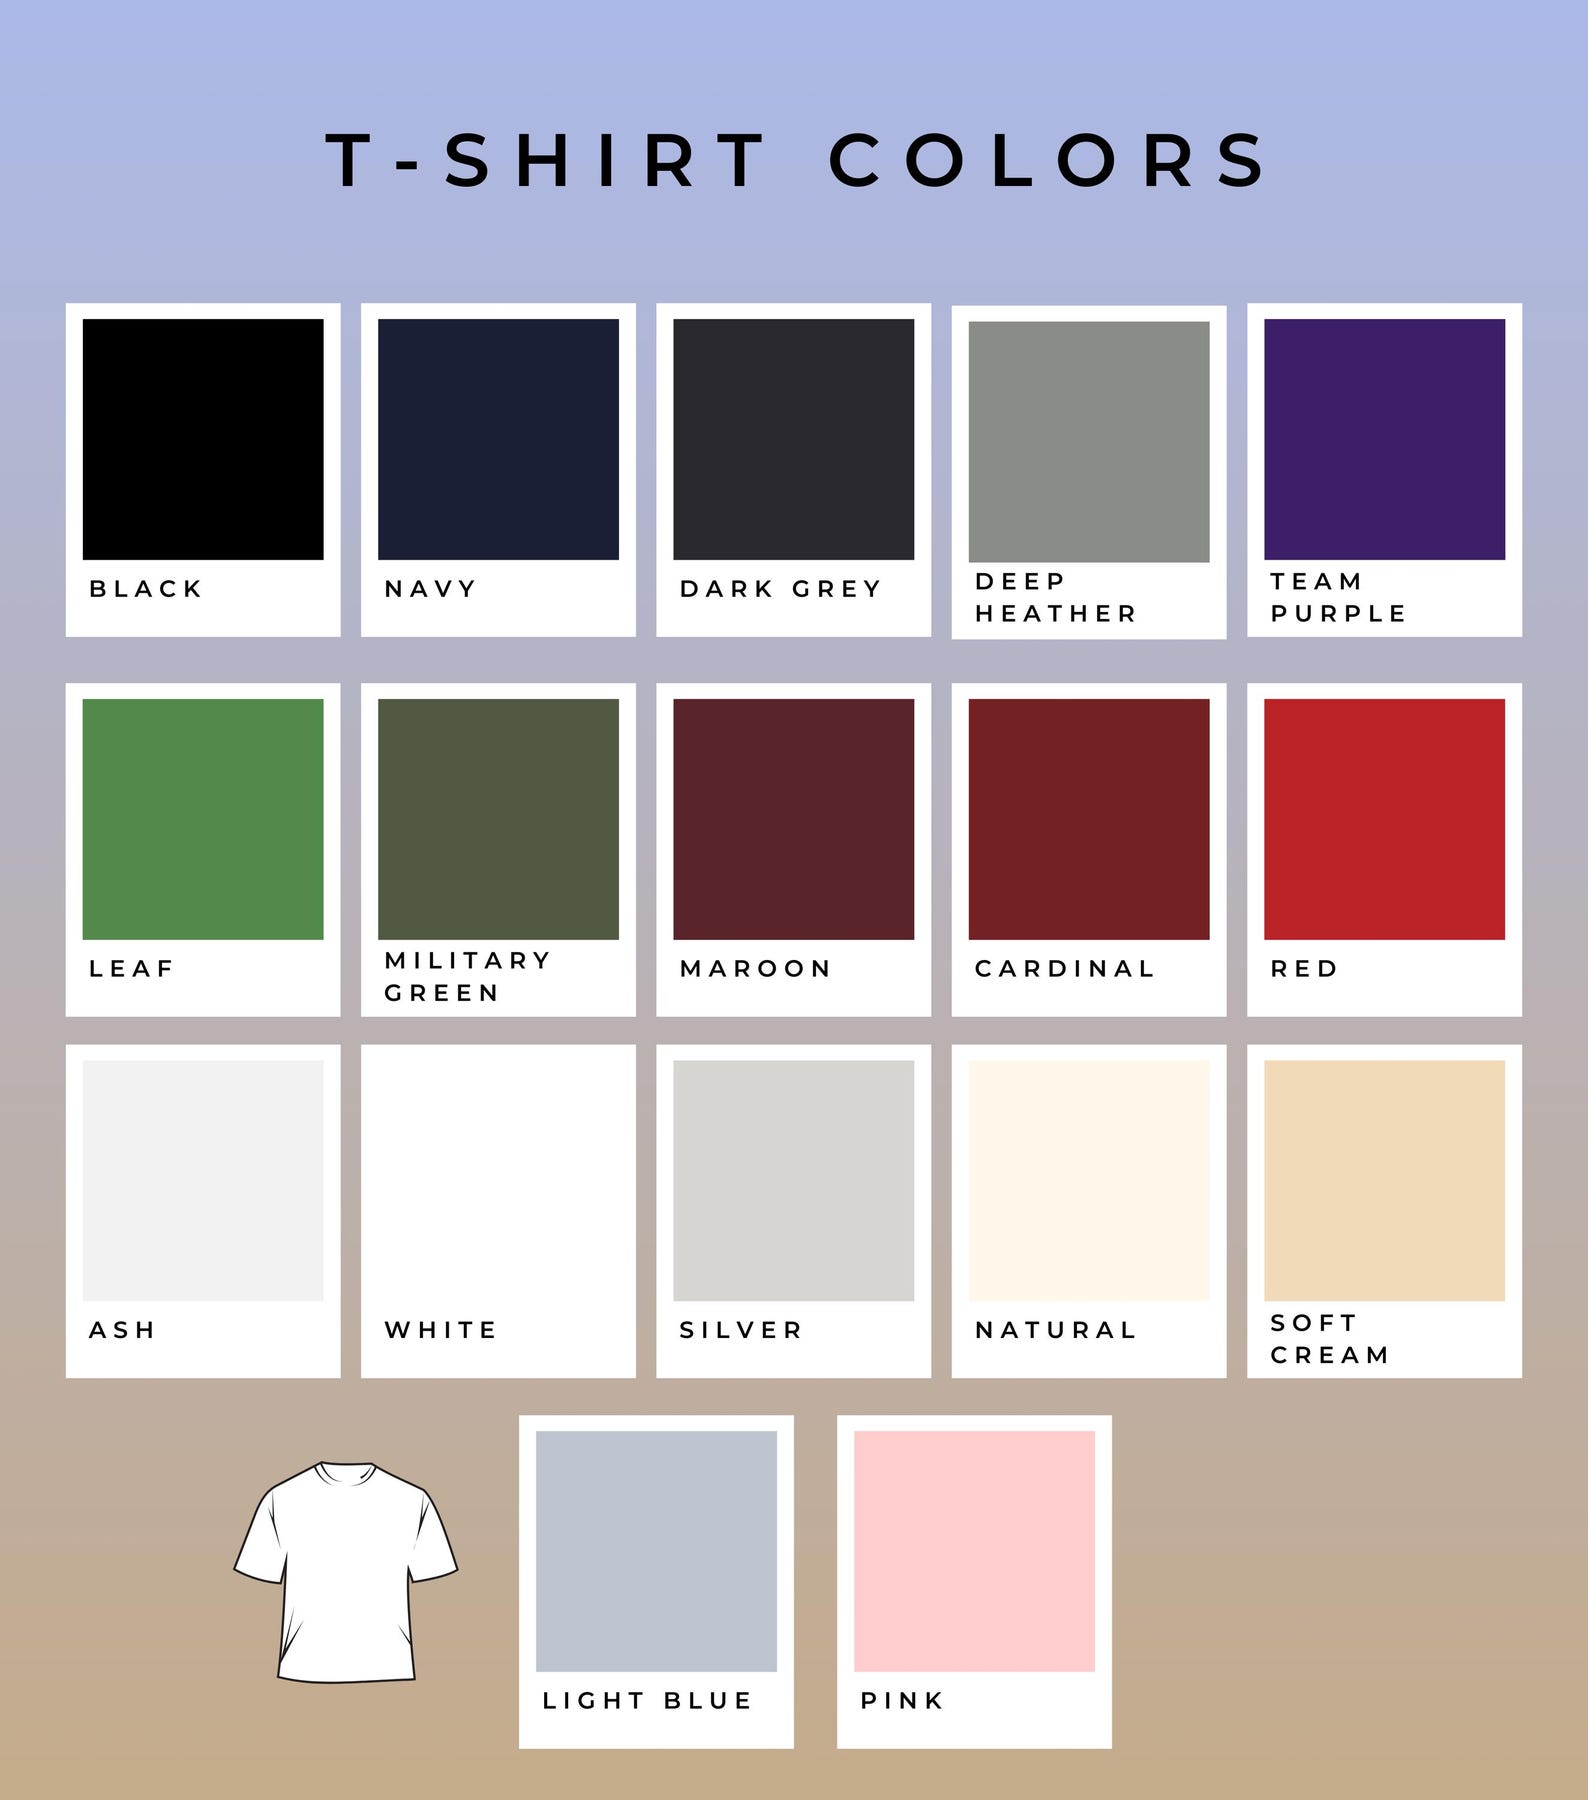 T-SHIRT COLORS
BLACK
NAVY
DARK GREY
DEEP
HEATHER
TEAM
PURPLE
LEAF
MILITARY
GREEN
MAROON
CARDINAL
RED
ASH
WHITE
SILVER
NATURAL
SOFT
CREAM
LIGHT BLUE
PINK